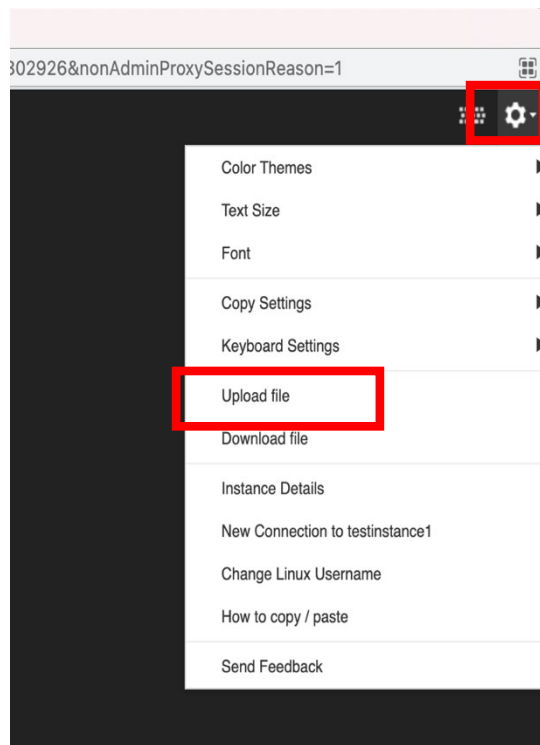 302926&nonAdminProxySessionReason=1
Color Themes
Text Size
Font
Copy Settings
Keyboard Settings
Upload file
Download file
Instance Details
New Connection to testinstance1
Change Linux Username
How to copy / paste
Send Feedback